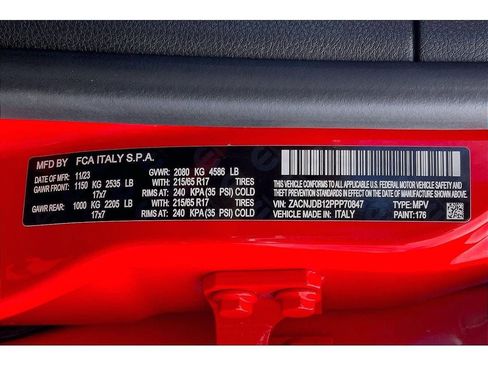 MFD BY FCA ITALY S.P.A.
DATE OF MFR: 11/23 GVWR: 2080 KG 4586 LB
GAWR FRONT: 1150 KG 2535 LB WITH: 215/65 R17 TIRES
17x7 RIMS AT: 240 KPA (35 PSI) COLD
GAWR REAR: 1000 KG 2205 LB WITH: 215/65 R17 TIRES
17x7 RIMS AT: 240 KPA (35 PSI) COLD
THIS VEHICLE CONFORMS TO ALL APPLICABLE
FEDERAL MOTOR VEHICLE SAFETY, BUMPER, AND THEFT
PREVENTION STANDARDS IN EFFECT ON THE DATE OF
MANUFACTURE SHOWN ABOVE
VIN: ZACNJDB12PPP70847 TYPE: MPV
VEHICLE MADE IN: ITALY PAINT: 176